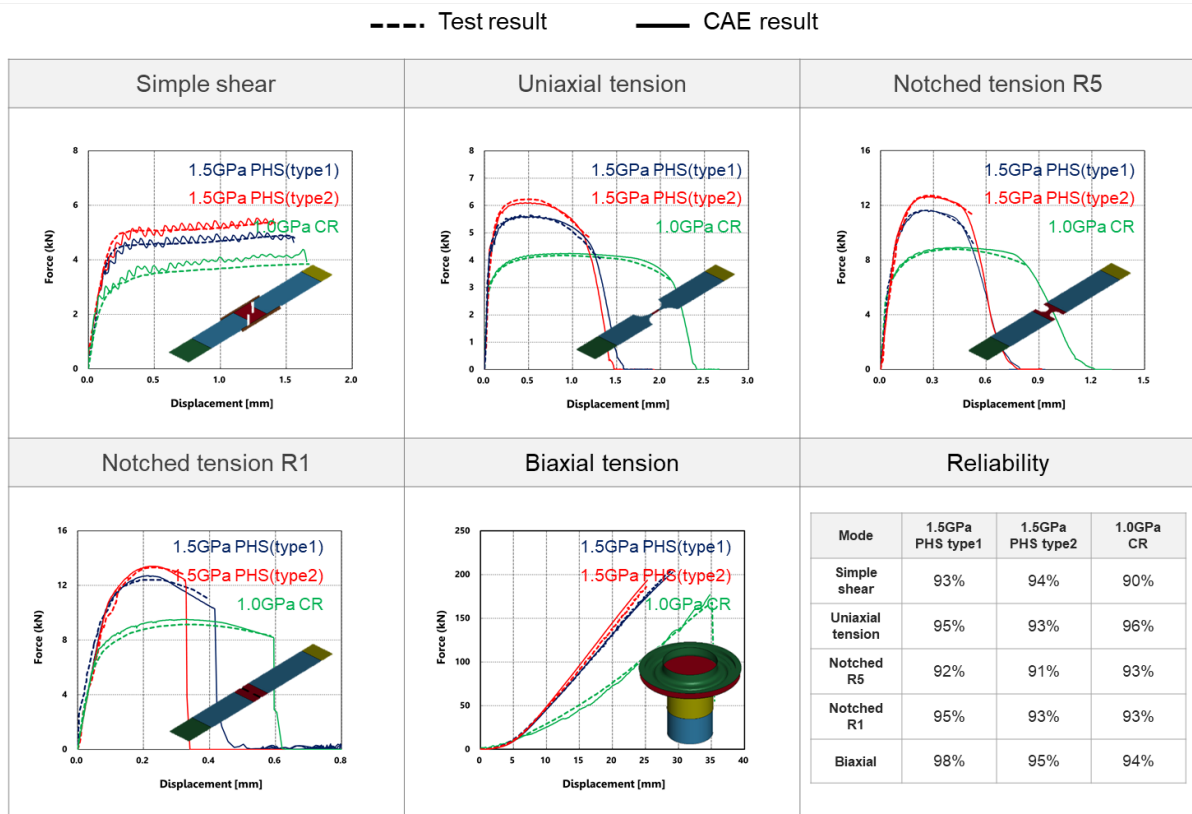 Test result CAE result
Simple shear Uniaxial tension Notched tension R5
Force (kN)
8
6
4
2
0
0.0 0.5 1.0 1.5 2.0
Displacement [mm]
1.5GPa PHS(type1)
1.5GPa PHS(type2)
1.0GPa CR
Force (kN)
8
7
6
5
4
3
2
1
0
0.0 0.5 1.0 1.5 2.0 2.5 3.0
Displacement [mm]
1.5GPa PHS(type1)
1.5GPa PHS(type2)
1.0GPa CR
Force (kN)
16
12
8
4
0
0.0 0.3 0.6 0.9 1.2 1.5
Displacement [mm]
1.5GPa PHS(type1)
1.5GPa PHS(type2)
1.0GPa CR
Notched tension R1 Biaxial tension Reliability
Force (kN)
16
12
8
4
0
0.0 0.2 0.4 0.6 0.8
Displacement [mm]
1.5GPa PHS(type1)
1.5GPa PHS(type2)
1.0GPa CR
Force (kN)
250
200
150
100
50
0
0 5 10 15 20 25 30 35 40
Displacement [mm]
1.5GPa PHS(type1)
1.5GPa PHS(type2)
1.0GPa CR
Mode 1.5GPa 1.5GPa 1.0GPa
PHS type1 PHS type2 CR
Simple
shear 93% 94% 90%
Uniaxial
tension 95% 93% 96%
Notched
R5 92% 91% 93%
Notched
R1 95% 93% 93%
Biaxial 98% 95% 94%